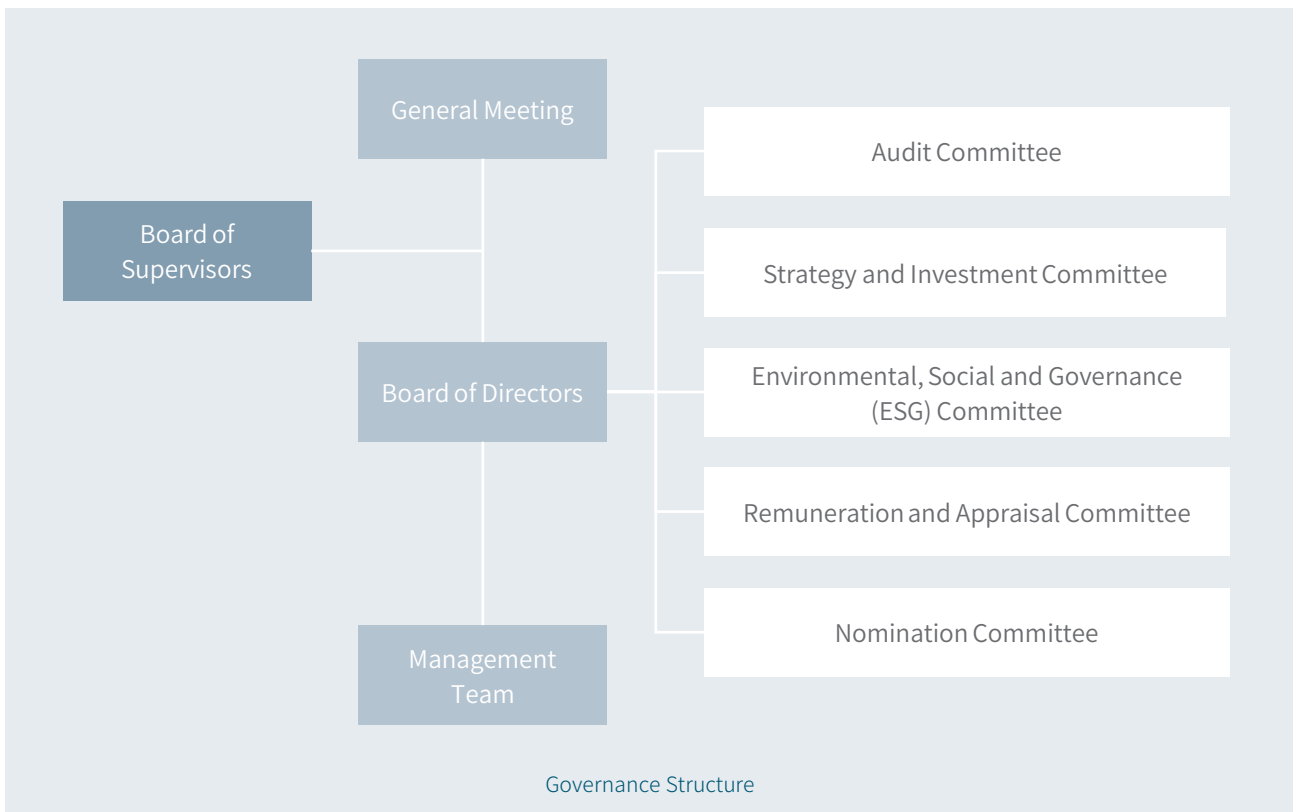 General Meeting
Board of
Supervisors
Board of Directors
Management
Team
Audit Committee
Strategy and Investment Committee
Environmental, Social and Governance
(ESG) Committee
Remuneration and Appraisal Committee
Nomination Committee
Governance Structure